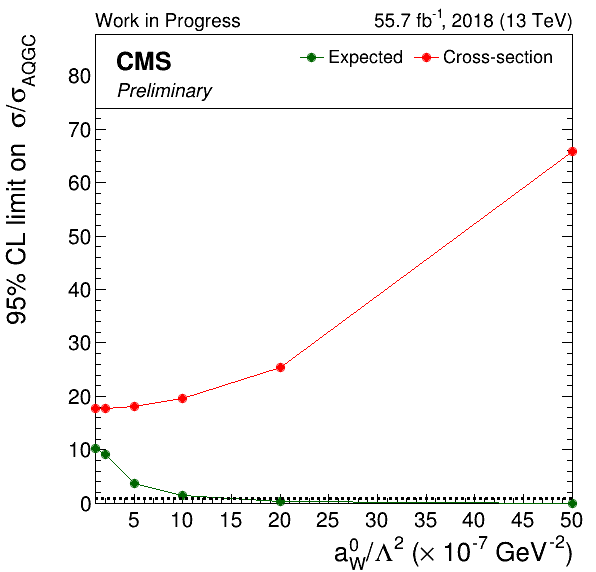 Work in Progress 55.7 fb⁻¹, 2018 (13 TeV)
CMS
Preliminary
Expected Cross-section
95% CL limit on σ/σ_AQGC
80
70
60
50
40
30
20
10
0
5 10 15 20 25 30 35 40 45 50
a⁰_W/Λ² (× 10⁻⁷ GeV⁻²)